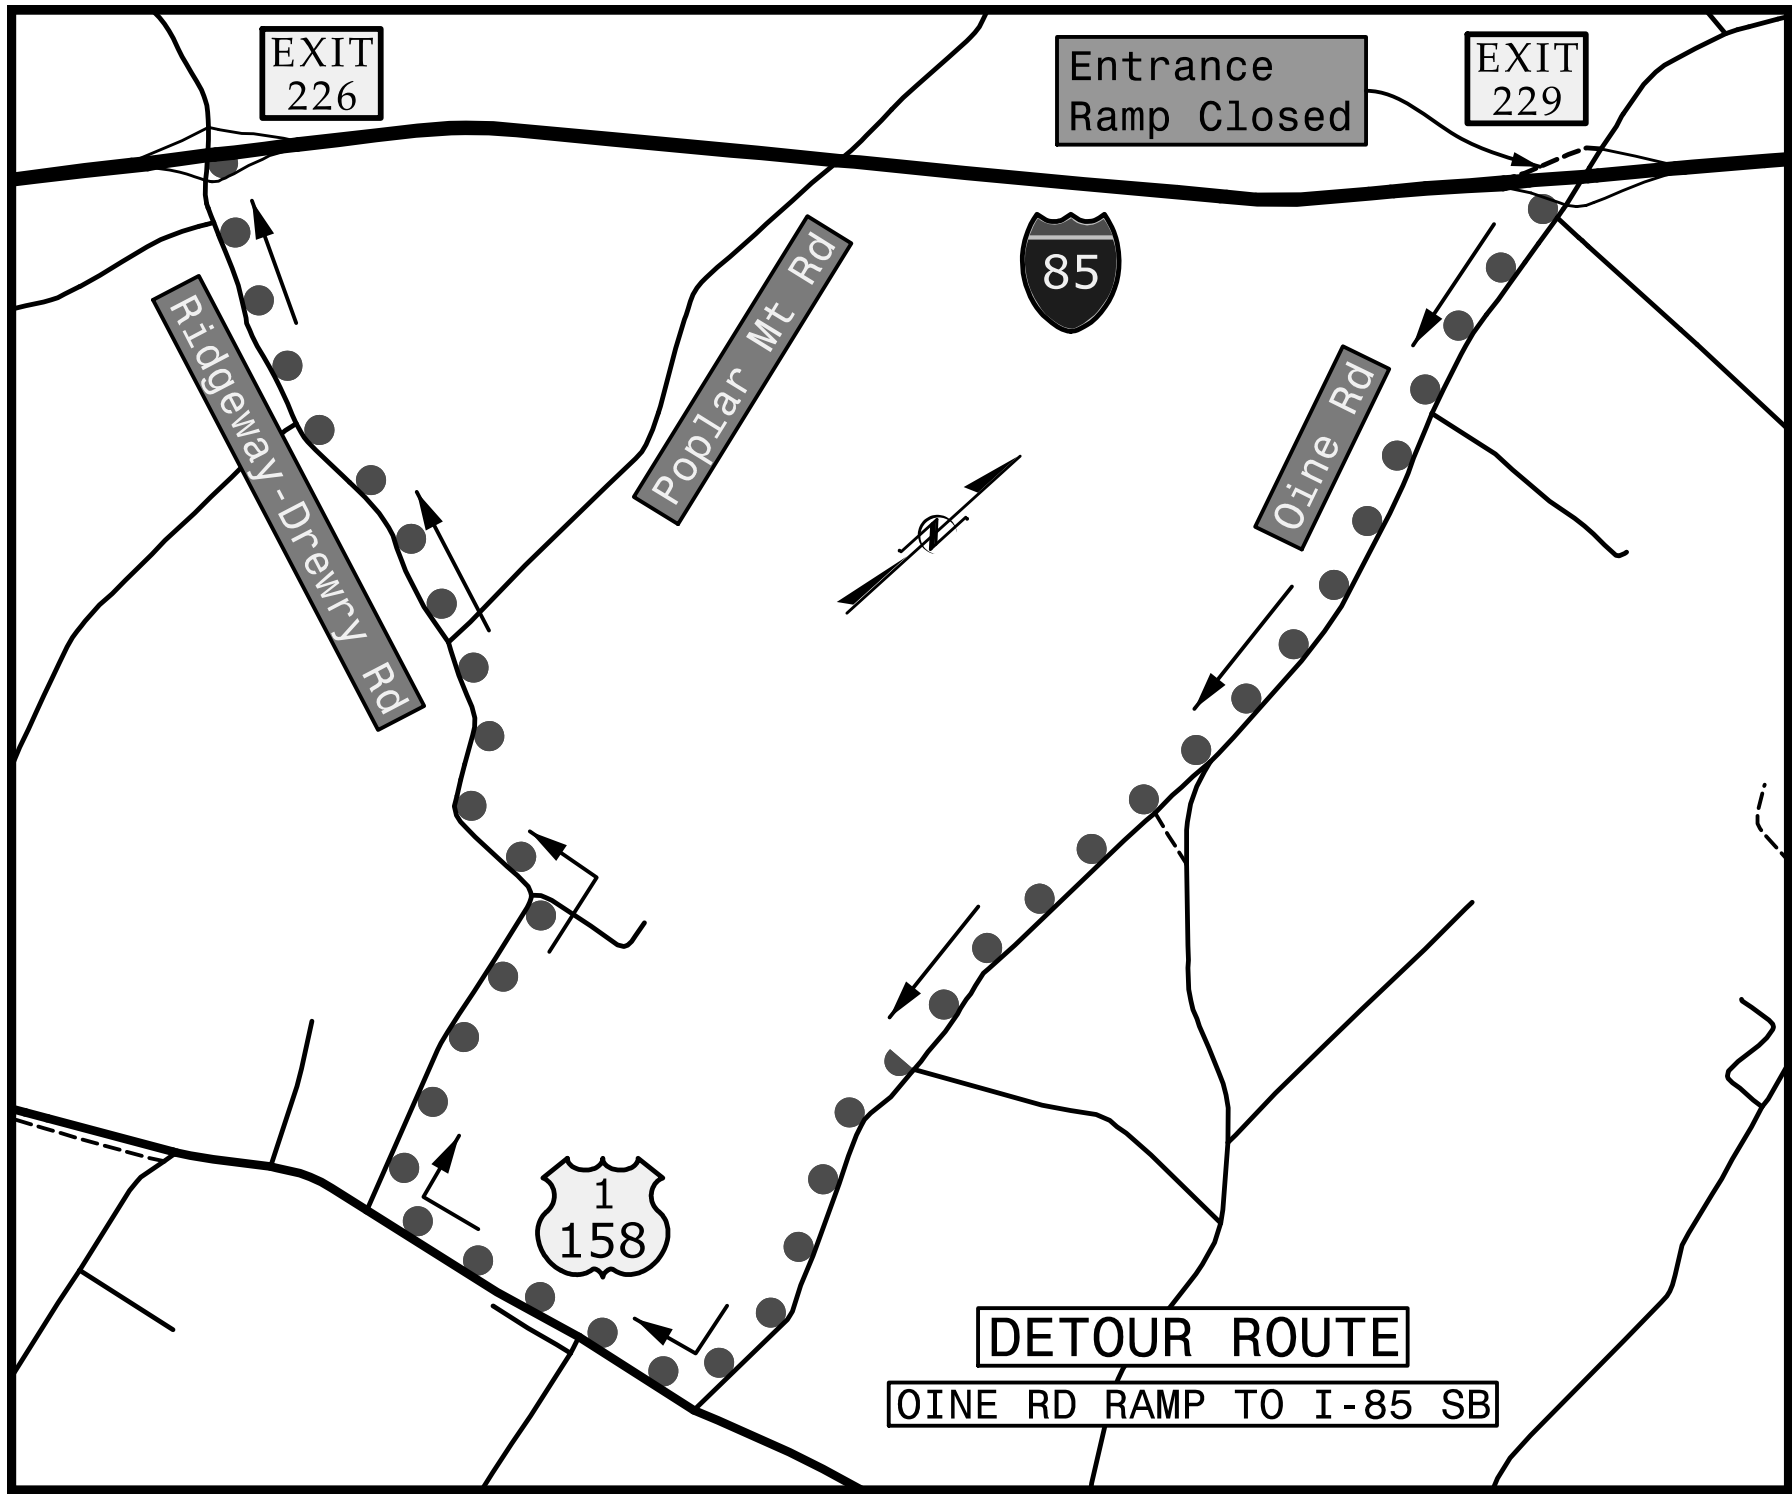 EXIT
226
Entrance
Ramp Closed
EXIT
229
85
Ridgeway-Drewry Rd
Poplar Mt Rd
Oine Rd
1
158
DETOUR ROUTE
OINE RD RAMP TO I-85 SB